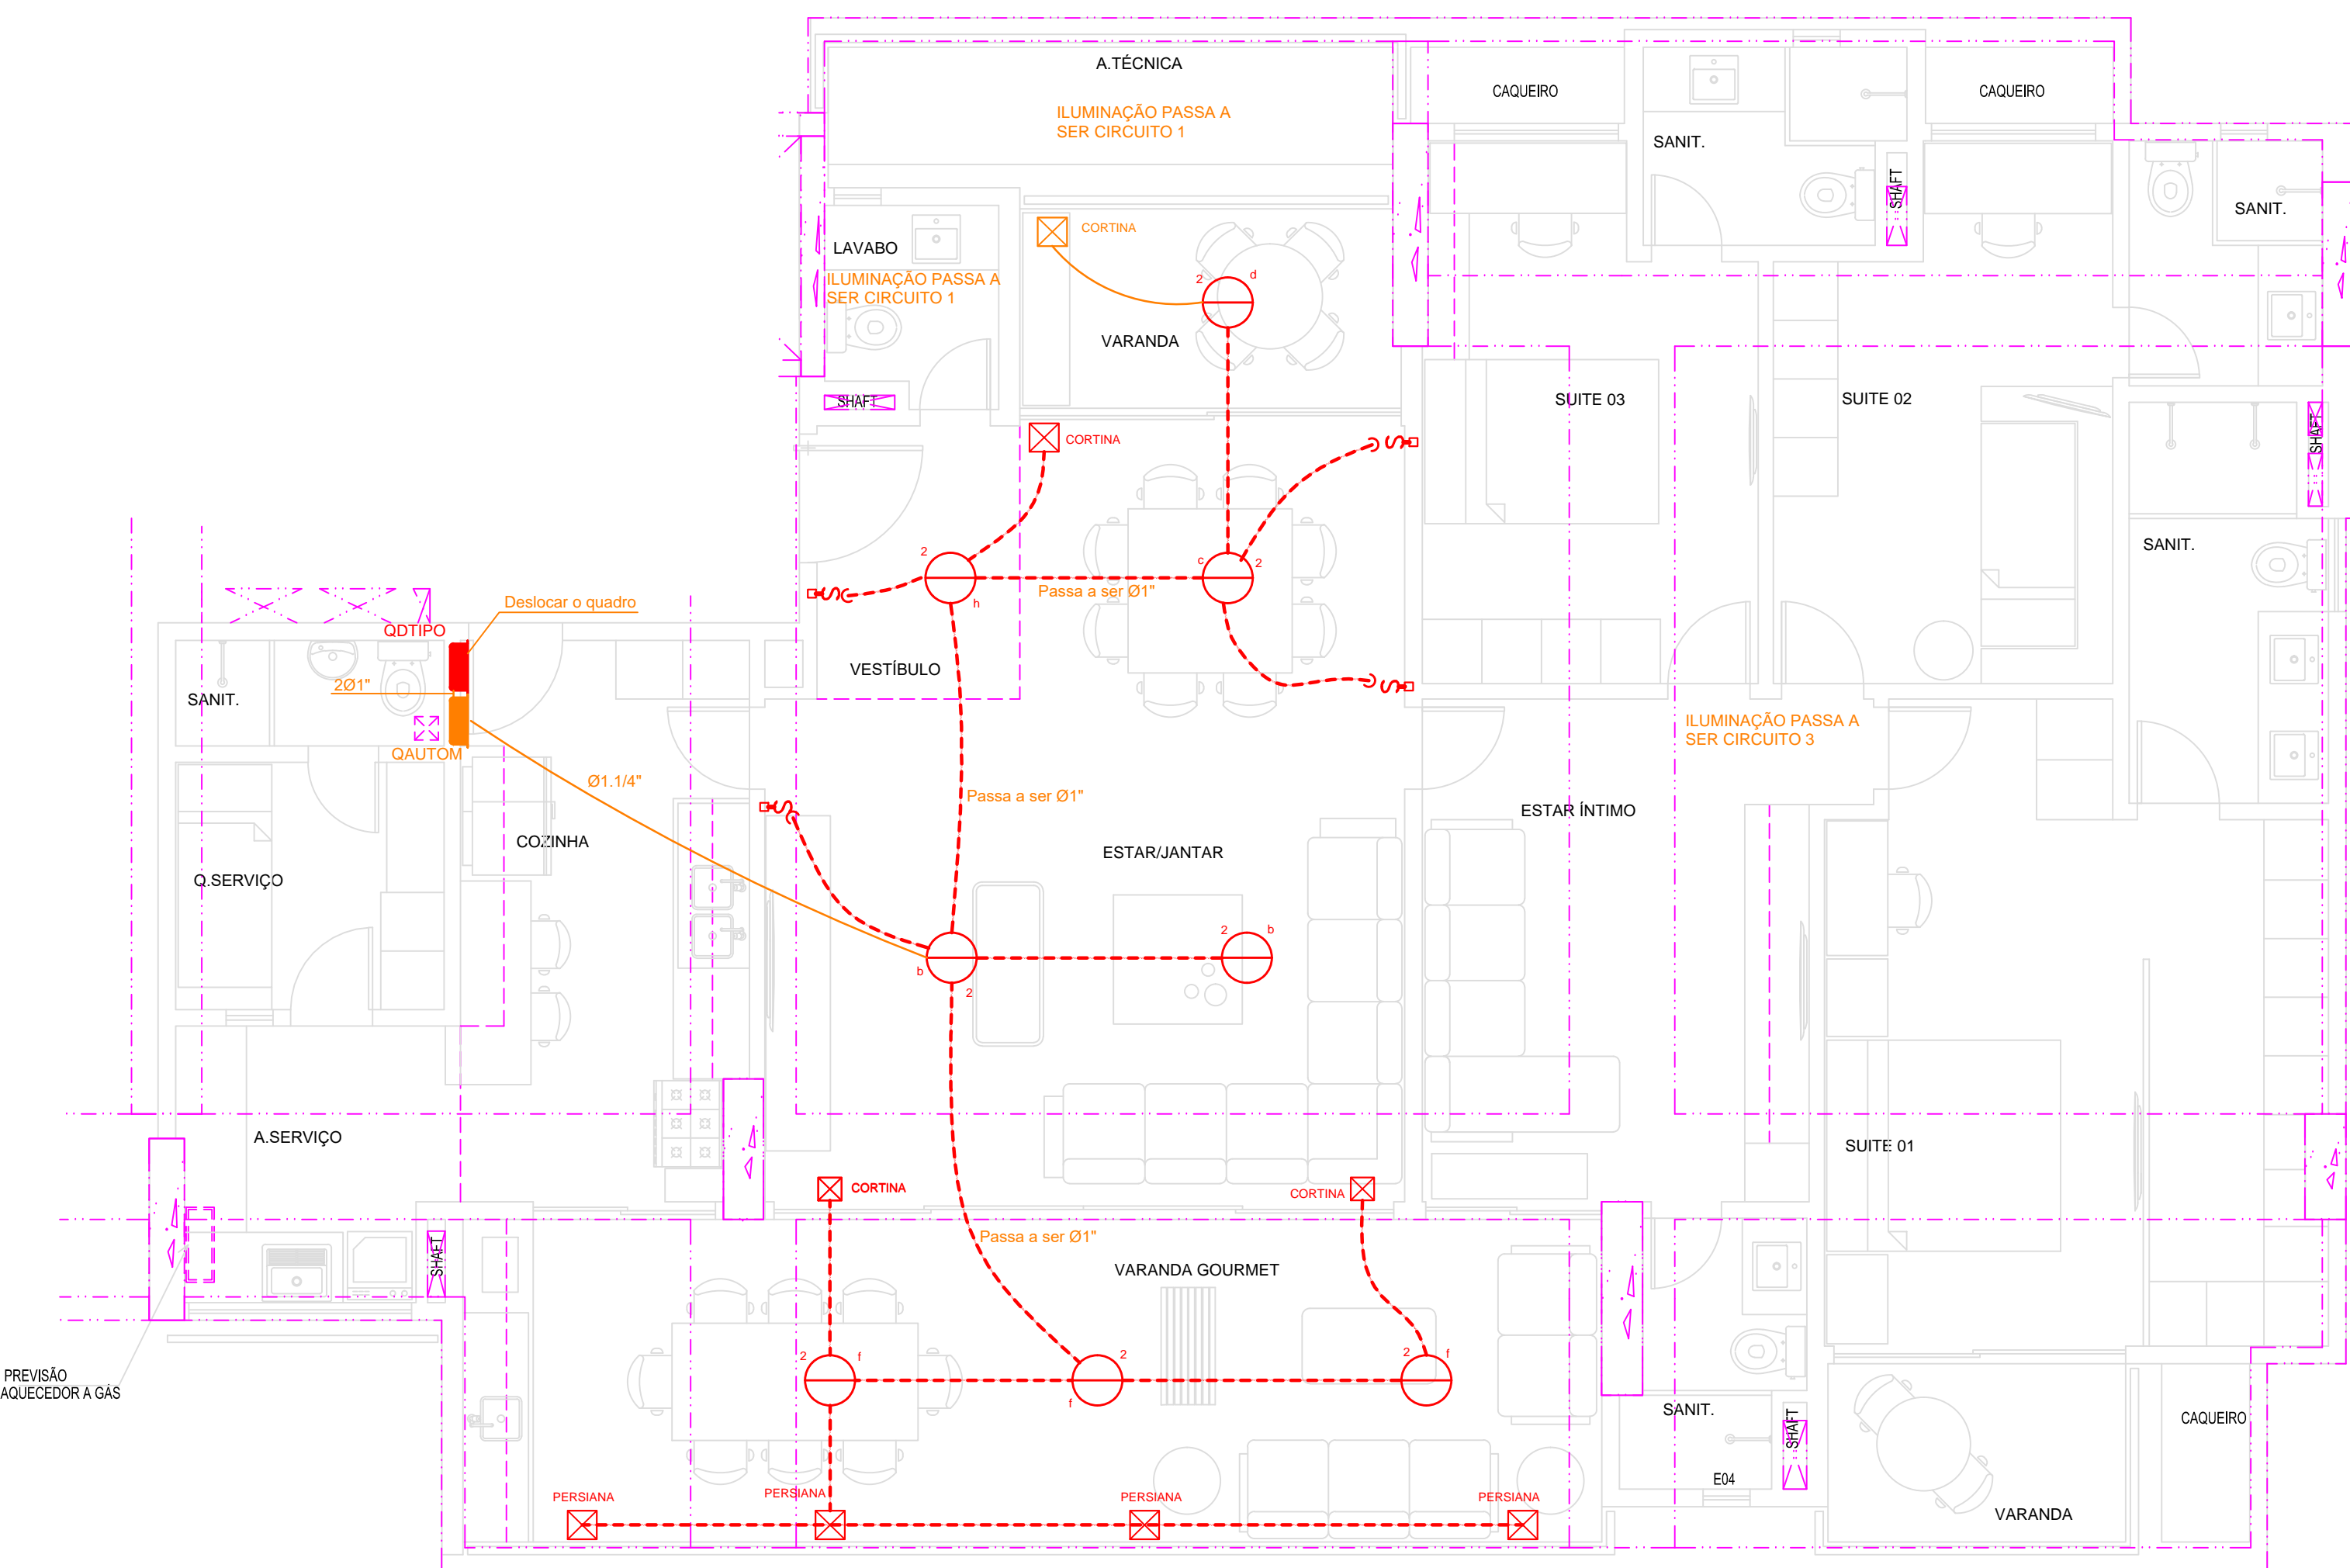 A.TÉCNICA
ILUMINAÇÃO PASSA A
SER CIRCUITO 1
CAQUEIRO
CAQUEIRO
SANIT.
SHAFT
SANIT.
LAVABO
CORTINA
ILUMINAÇÃO PASSA A
SER CIRCUITO 1
2
d
VARANDA
SHAFT
SUITE 03
SUITE 02
SHAFT
CORTINA
SANIT.
2
h
c
2
Passa a ser Ø1"
Deslocar o quadro
QDTIPO
2Ø1"
SANIT.
QAUTOM
VESTÍBULO
ILUMINAÇÃO PASSA A
SER CIRCUITO 3
Ø1.1/4"
Passa a ser Ø1"
COZINHA
ESTAR ÍNTIMO
ESTAR/JANTAR
Q.SERVIÇO
2
b
b
2
A.SERVIÇO
SUITE 01
CORTINA
CORTINA
Passa a ser Ø1"
SHAFT
VARANDA GOURMET
PREVISÃO
AQUECEDOR A GÁS
2
f
2
f
2
f
SANIT.
SHAFT
CAQUEIRO
E04
PERSIANA
PERSIANA
PERSIANA
PERSIANA
VARANDA